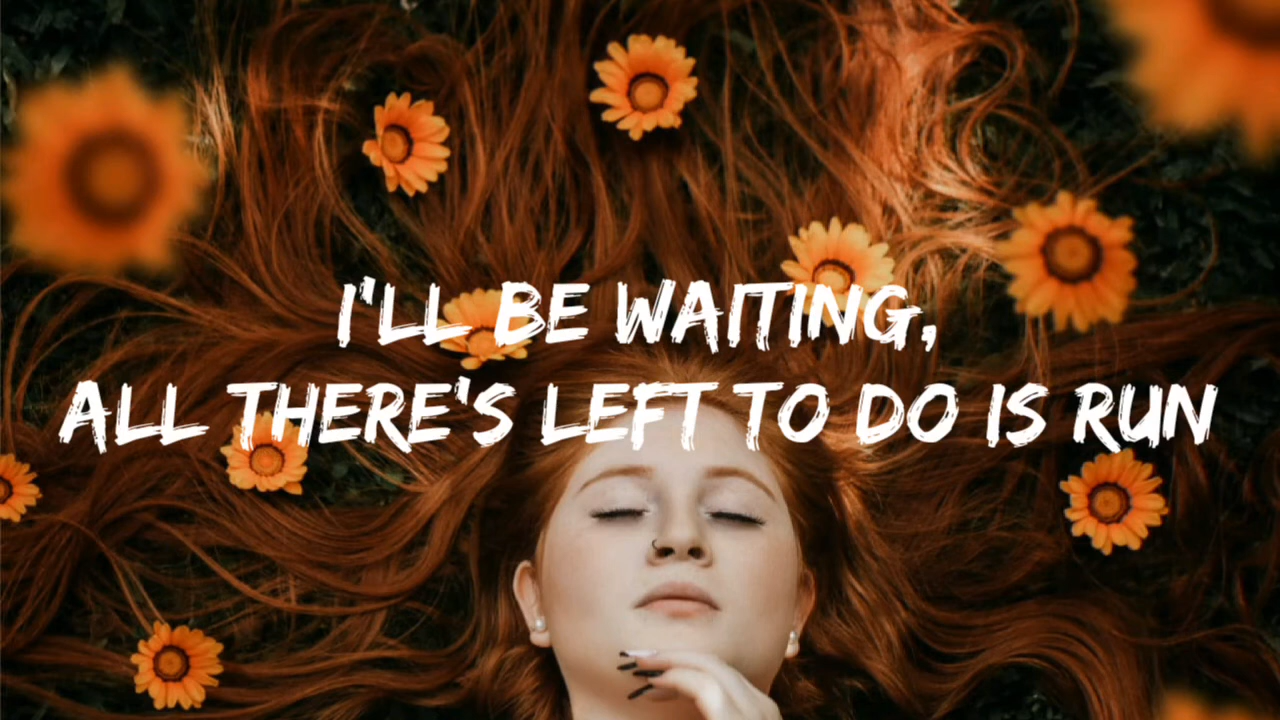 I'LL BE WAITING,
ALL THERE'S LEFT TO DO IS RUN